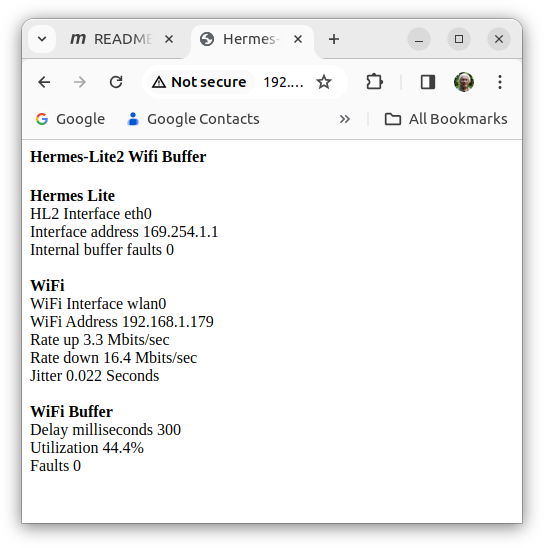 m README
Hermes-
Not secure 192.…
Google
Google Contacts
» All Bookmarks
Hermes-Lite2 Wifi Buffer
Hermes Lite
HL2 Interface eth0
Interface address 169.254.1.1
Internal buffer faults 0
WiFi
WiFi Interface wlan0
WiFi Address 192.168.1.179
Rate up 3.3 Mbits/sec
Rate down 16.4 Mbits/sec
Jitter 0.022 Seconds
WiFi Buffer
Delay milliseconds 300
Utilization 44.4%
Faults 0